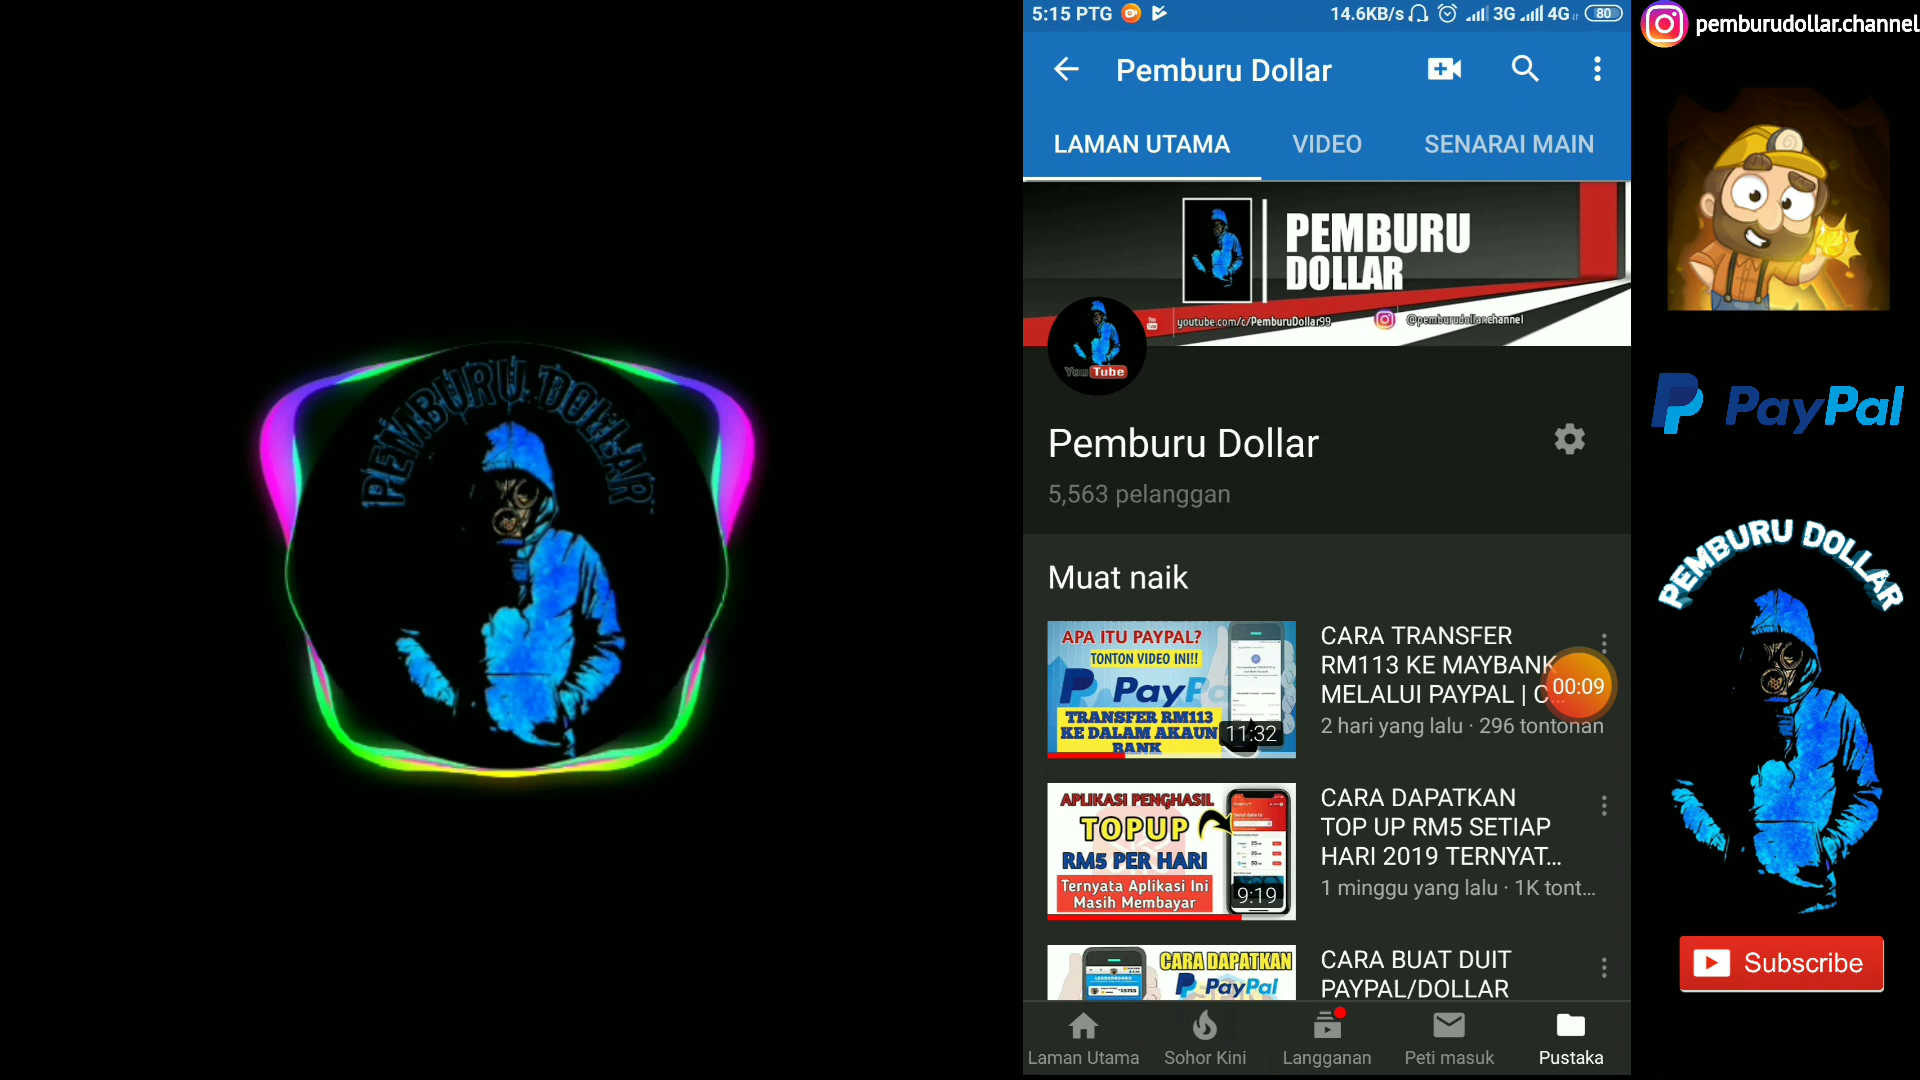 PEMBURU DOLLAR
5:15 PTG
14.6KB/s
3G
4G
80
Pemburu Dollar
LAMAN UTAMA
VIDEO
SENARAI MAIN
PEMBURU
DOLLAR
youtube.com/c/PemburuDollar99
@pemburudollar.channel
You
Tube
YouTube
Pemburu Dollar
5,563 pelanggan
Muat naik
APA ITU PAYPAL?
TONTON VIDEO INI!!
PayPa
TRANSFER RM113
KE DALAM AKAUN
BANK
11:32
CARA TRANSFER
RM113 KE MAYBANK
MELALUI PAYPAL | C...
2 hari yang lalu · 296 tontonan
00:09
APLIKASI PENGHASIL
TOPUP
RM5 PER HARI
Ternyata Aplikasi Ini
Masih Membayar
9:19
CARA DAPATKAN
TOP UP RM5 SETIAP
HARI 2019 TERNYAT...
1 minggu yang lalu · 1K tont...
CARA DAPATKAN
PayPal
CARA BUAT DUIT
PAYPAL/DOLLAR
Laman Utama
Sohor Kini
Langganan
Peti masuk
Pustaka
pemburudollar.channel
PayPal
PEMBURU DOLLAR
Subscribe